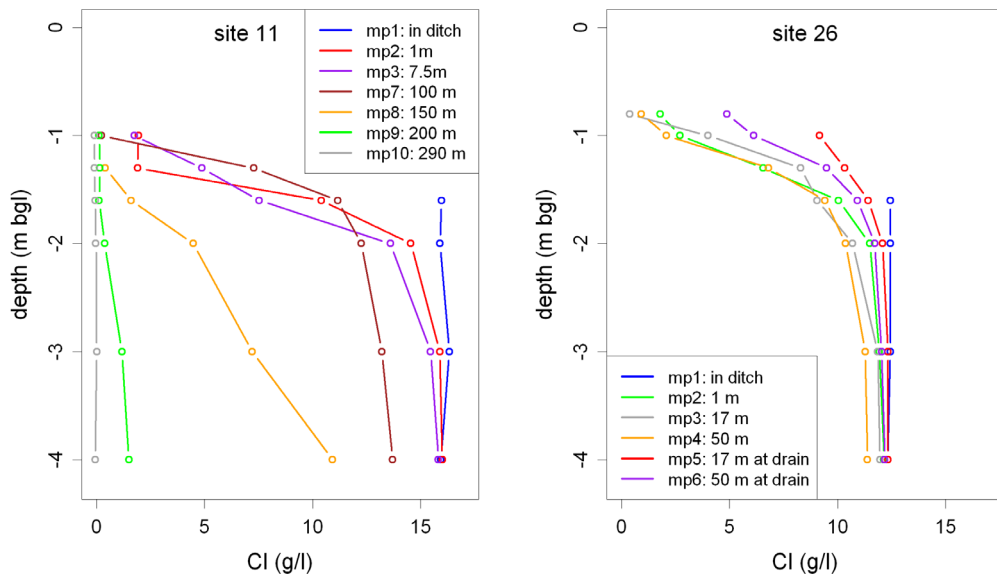 site 11
mp1: in ditch
mp2: 1m
mp3: 7.5m
mp7: 100 m
mp8: 150 m
mp9: 200 m
mp10: 290 m
depth (m bgl)
0
-1
-2
-3
-4
0 5 10 15
Cl (g/l)
site 26
depth (m bgl)
0
-1
-2
-3
-4
mp1: in ditch
mp2: 1 m
mp3: 17 m
mp4: 50 m
mp5: 17 m at drain
mp6: 50 m at drain
0 5 10 15
Cl (g/l)